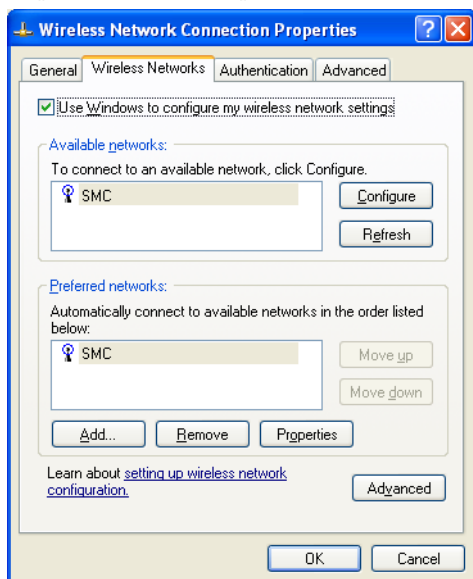 Wireless Network Connection Properties
General Wireless Networks Authentication Advanced
Use Windows to configure my wireless network settings
Available networks:
To connect to an available network, click Configure.
SMC
Configure
Refresh
Preferred networks:
Automatically connect to available networks in the order listed
below:
SMC
Move up
Move down
Add... Remove Properties
Learn about setting up wireless network
configuration.
Advanced
OK Cancel